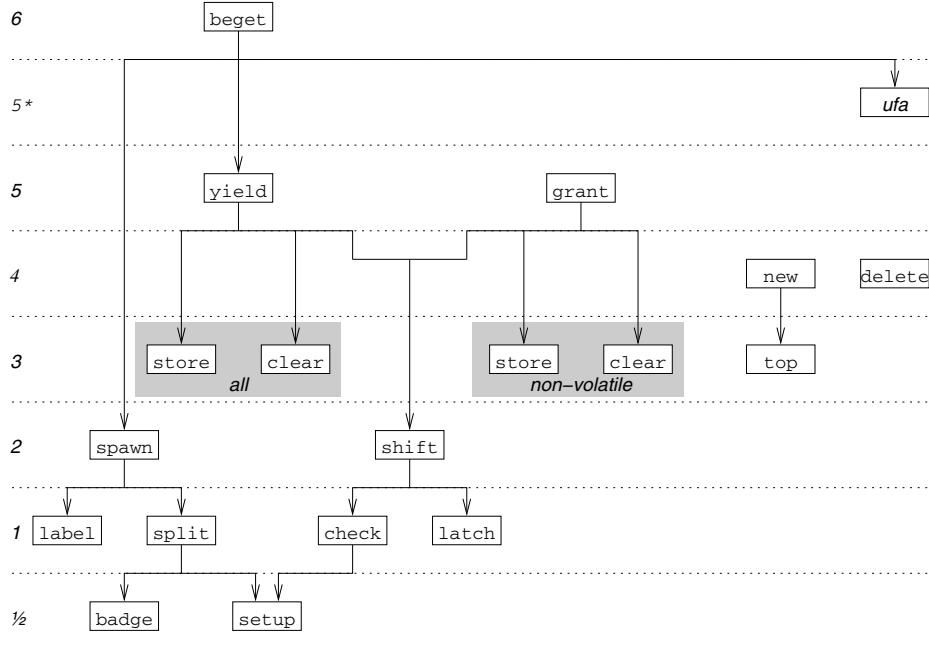 6 beget
5* ufa
5 yield grant
4 new delete
3 store clear store clear top
all non–volatile
2 spawn shift
1 label split check latch
½ badge setup